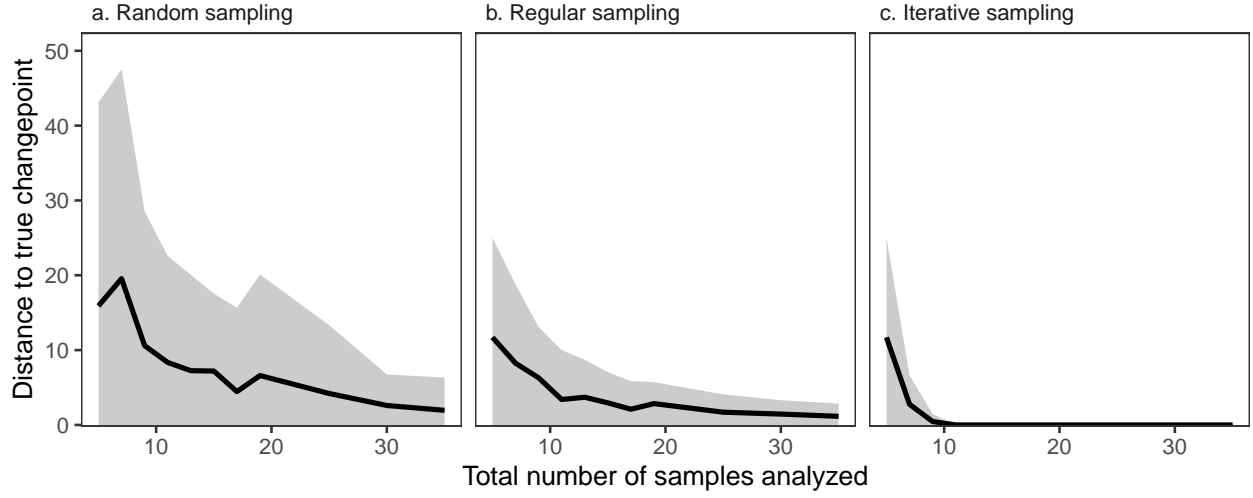 a. Random sampling
b. Regular sampling
c. Iterative sampling
Distance to true changepoint
50
40
30
20
10
0
10 20 30
10 20 30
10 20 30
Total number of samples analyzed